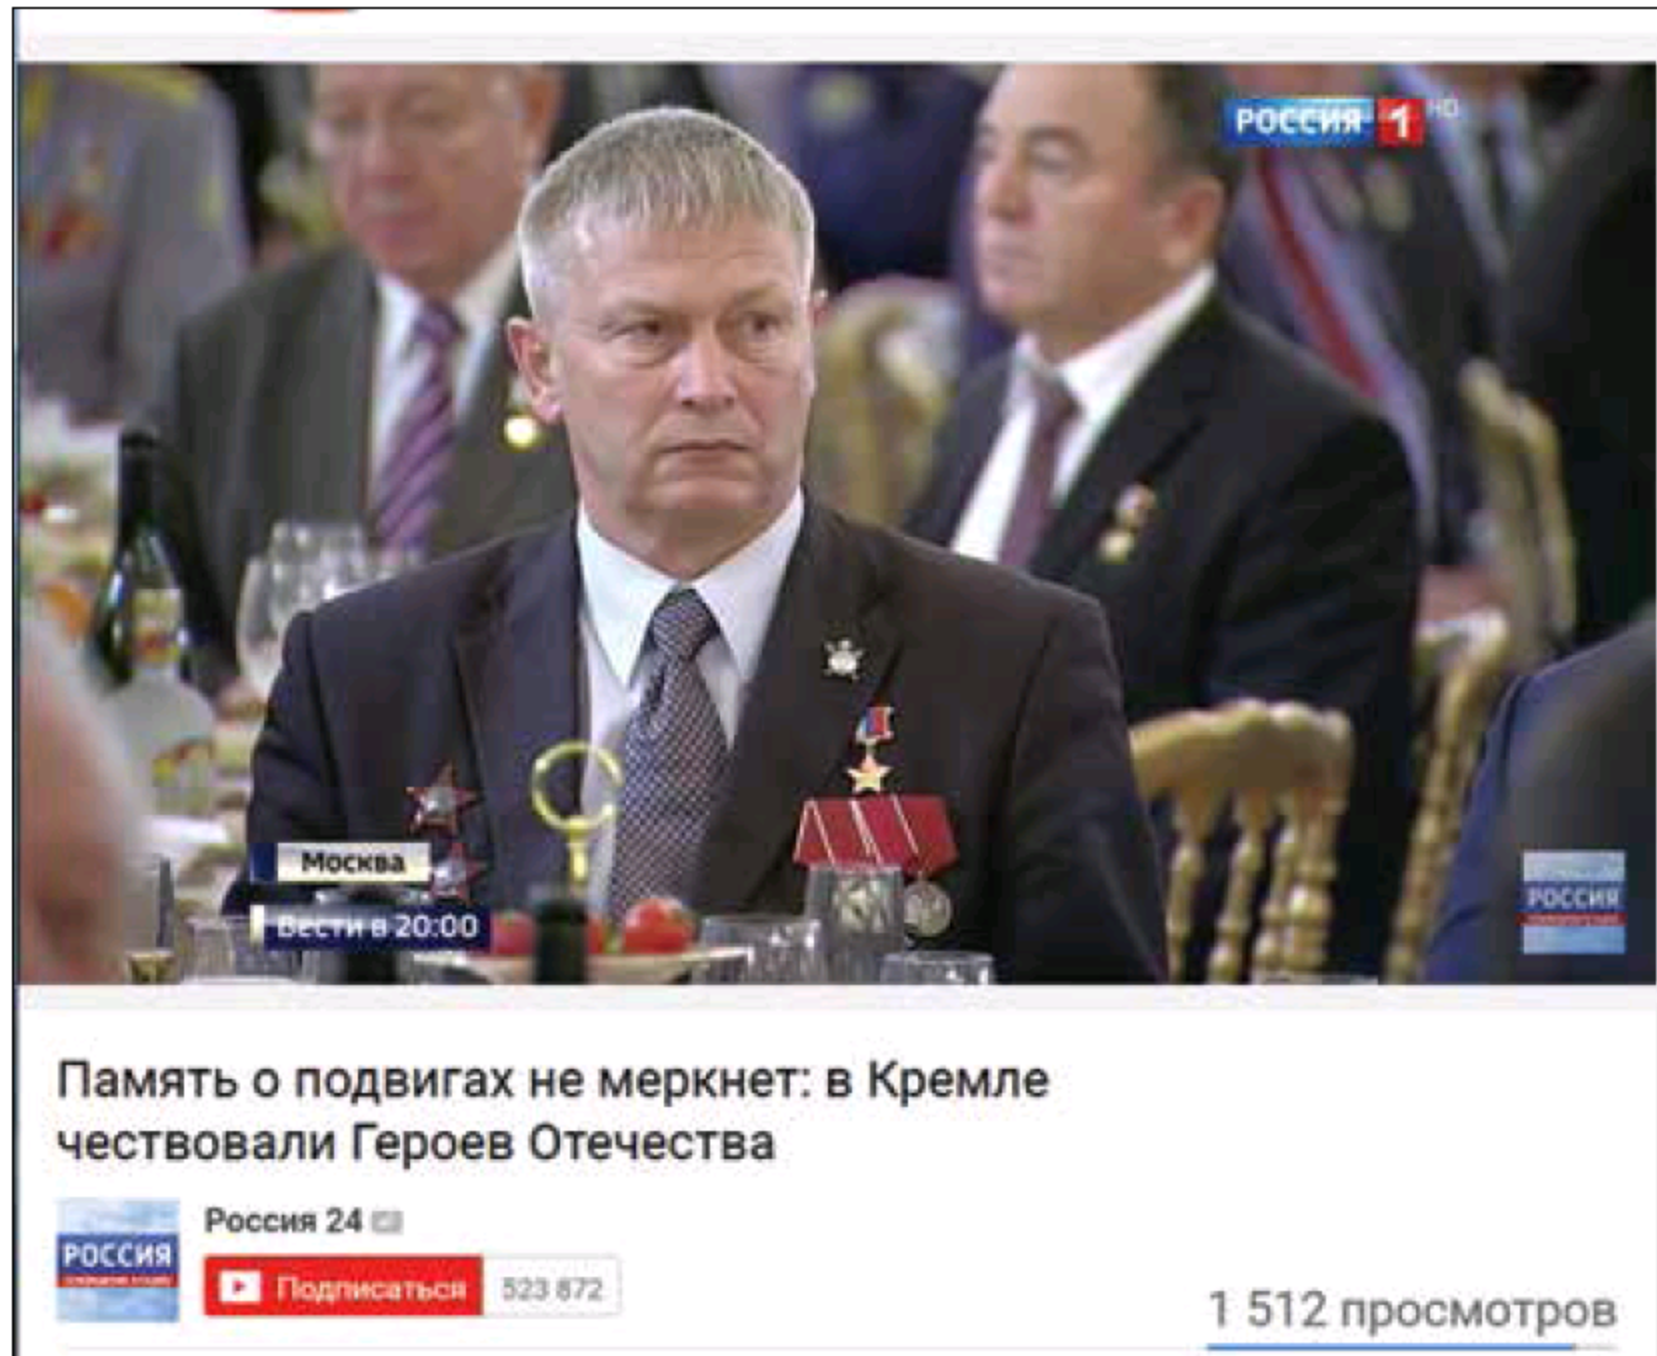 РОССИЯ 1 HD
Москва
Вести в 20:00
РОССИЯ
Память о подвигах не меркнет: в Кремле
чествовали Героев Отечества
Россия 24
РОССИЯ
Подписаться 523 872
1 512 просмотров